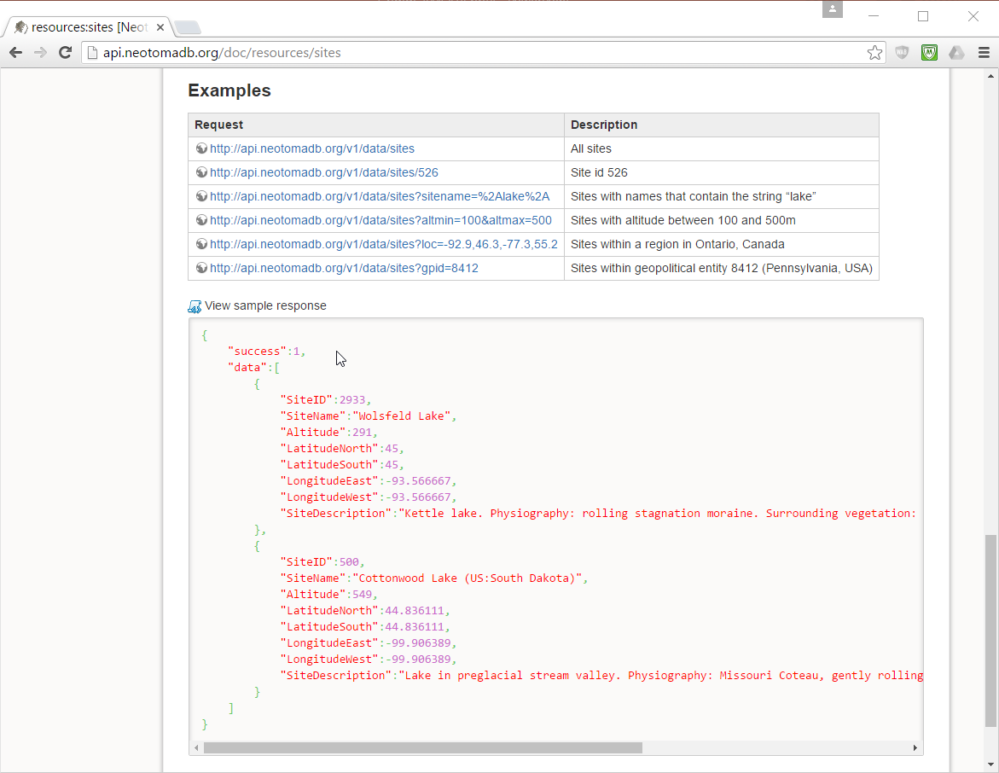 resources:sites [Neot
api.neotomadb.org/doc/resources/sites
Examples
Request Description
http://api.neotomadb.org/v1/data/sites All sites
http://api.neotomadb.org/v1/data/sites/526 Site id 526
http://api.neotomadb.org/v1/data/sites?sitename=%2Alake%2A Sites with names that contain the string “lake”
http://api.neotomadb.org/v1/data/sites?altmin=100&altmax=500 Sites with altitude between 100 and 500m
http://api.neotomadb.org/v1/data/sites?loc=-92.9,46.3,-77.3,55.2 Sites within a region in Ontario, Canada
http://api.neotomadb.org/v1/data/sites?gpid=8412 Sites within geopolitical entity 8412 (Pennsylvania, USA)
View sample response
{
"success":1,
"data":[
{
"SiteID":2933,
"SiteName":"Wolsfeld Lake",
"Altitude":291,
"LatitudeNorth":45,
"LatitudeSouth":45,
"LongitudeEast":-93.566667,
"LongitudeWest":-93.566667,
"SiteDescription":"Kettle lake. Physiography: rolling stagnation moraine. Surrounding vegetation:
},
{
"SiteID":500,
"SiteName":"Cottonwood Lake (US:South Dakota)",
"Altitude":549,
"LatitudeNorth":44.836111,
"LatitudeSouth":44.836111,
"LongitudeEast":-99.906389,
"LongitudeWest":-99.906389,
"SiteDescription":"Lake in preglacial stream valley. Physiography: Missouri Coteau, gently rolling
}
]
}